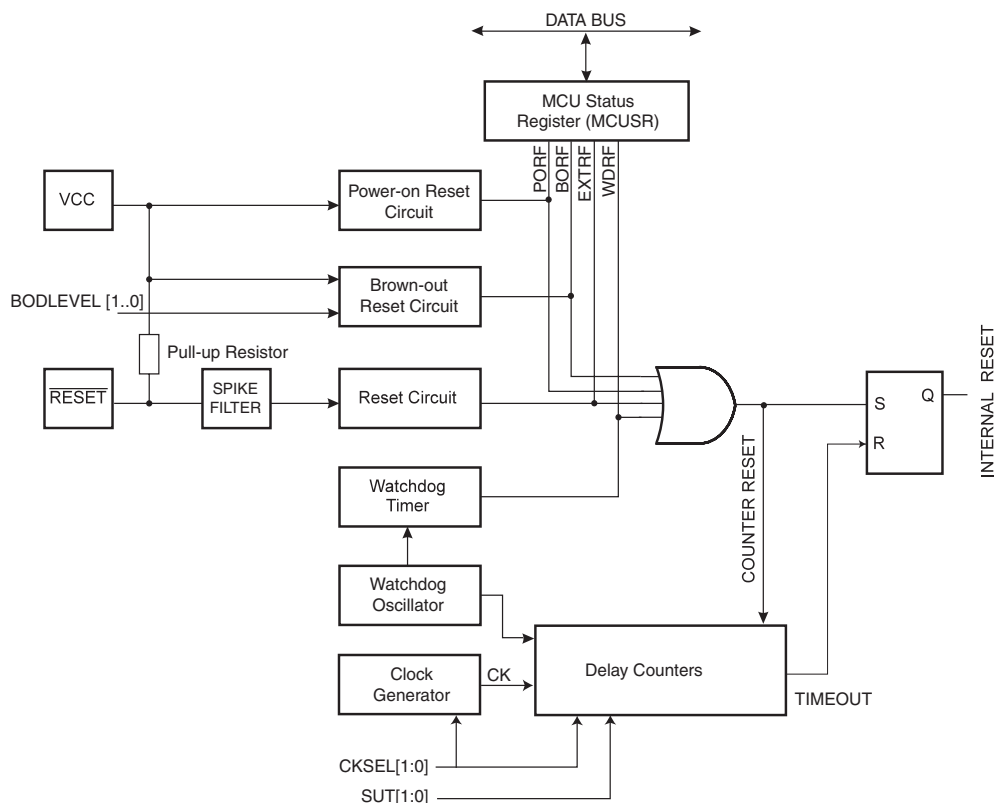 DATA BUS
MCU Status
Register (MCUSR)
PORF
BORF
EXTRF
WDRF
VCC
Power-on Reset
Circuit
Brown-out
Reset Circuit
BODLEVEL [1..0]
Pull-up Resistor
RESET
SPIKE
FILTER
Reset Circuit
S
Q
R
INTERNAL RESET
COUNTER RESET
Watchdog
Timer
Watchdog
Oscillator
Clock
Generator
CK
Delay Counters
TIMEOUT
CKSEL[1:0]
SUT[1:0]